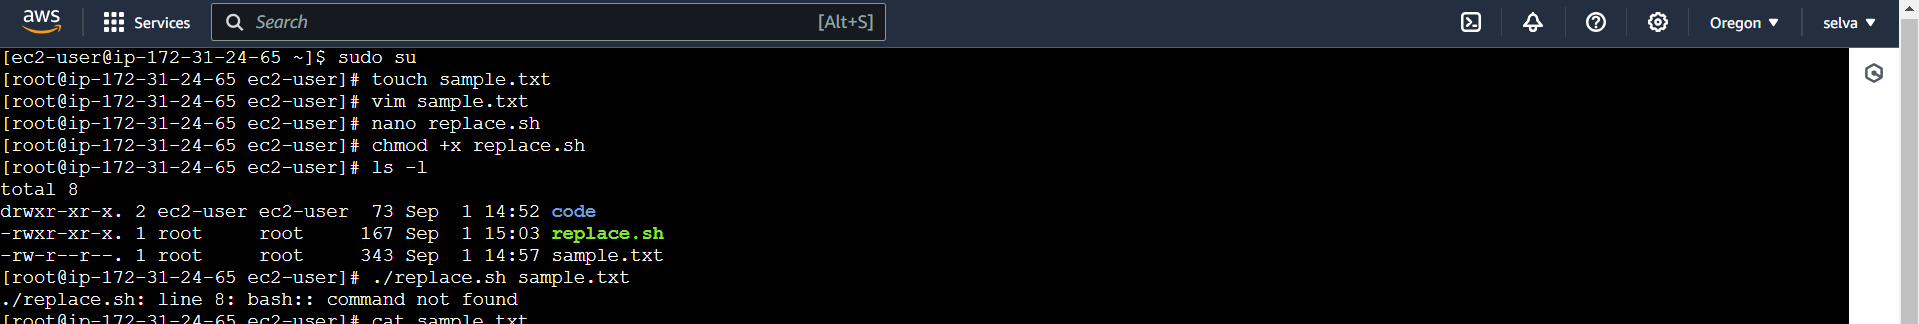 aws Services Search [Alt+S] Oregon selva
[ec2-user@ip-172-31-24-65 ~]$ sudo su
[root@ip-172-31-24-65 ec2-user]# touch sample.txt
[root@ip-172-31-24-65 ec2-user]# vim sample.txt
[root@ip-172-31-24-65 ec2-user]# nano replace.sh
[root@ip-172-31-24-65 ec2-user]# chmod +x replace.sh
[root@ip-172-31-24-65 ec2-user]# ls -l
total 8
drwxr-xr-x. 2 ec2-user ec2-user  73 Sep  1 14:52 code
-rwxr-xr-x. 1 root     root     167 Sep  1 15:03 replace.sh
-rw-r--r--. 1 root     root     343 Sep  1 14:57 sample.txt
[root@ip-172-31-24-65 ec2-user]# ./replace.sh sample.txt
./replace.sh: line 8: bash:: command not found
[root@ip-172-31-24-65 ec2-user]# cat sample.txt